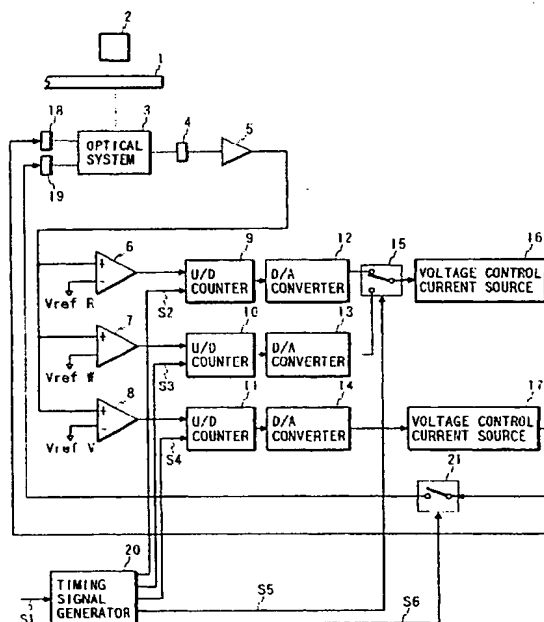 2
1
18
3
4
5
OPTICAL
SYSTEM
19
6
9
12
15
16
U/D
COUNTER
D/A
CONVERTER
VOLTAGE CONTROL
CURRENT SOURCE
+
-
Vref R
S2
7
10
13
U/D
COUNTER
D/A
CONVERTER
+
-
Vref W
S3
8
11
14
17
U/D
COUNTER
D/A
CONVERTER
VOLTAGE CONTROL
CURRENT SOURCE
+
-
Vref V
S4
21
20
TIMING
SIGNAL
GENERATOR
S1
S5
S6